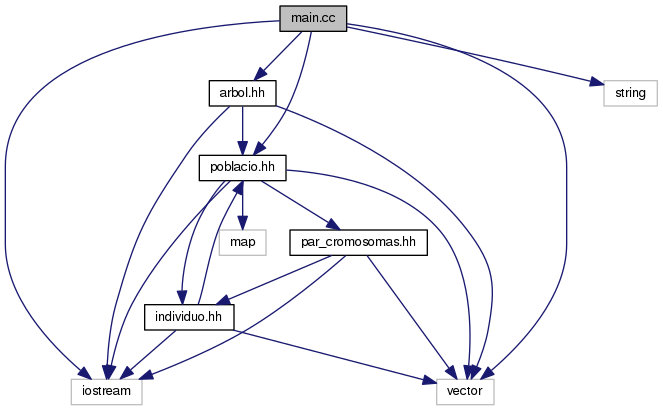 main.cc
string
arbol.hh
poblacio.hh
map
par_cromosomas.hh
individuo.hh
iostream
vector